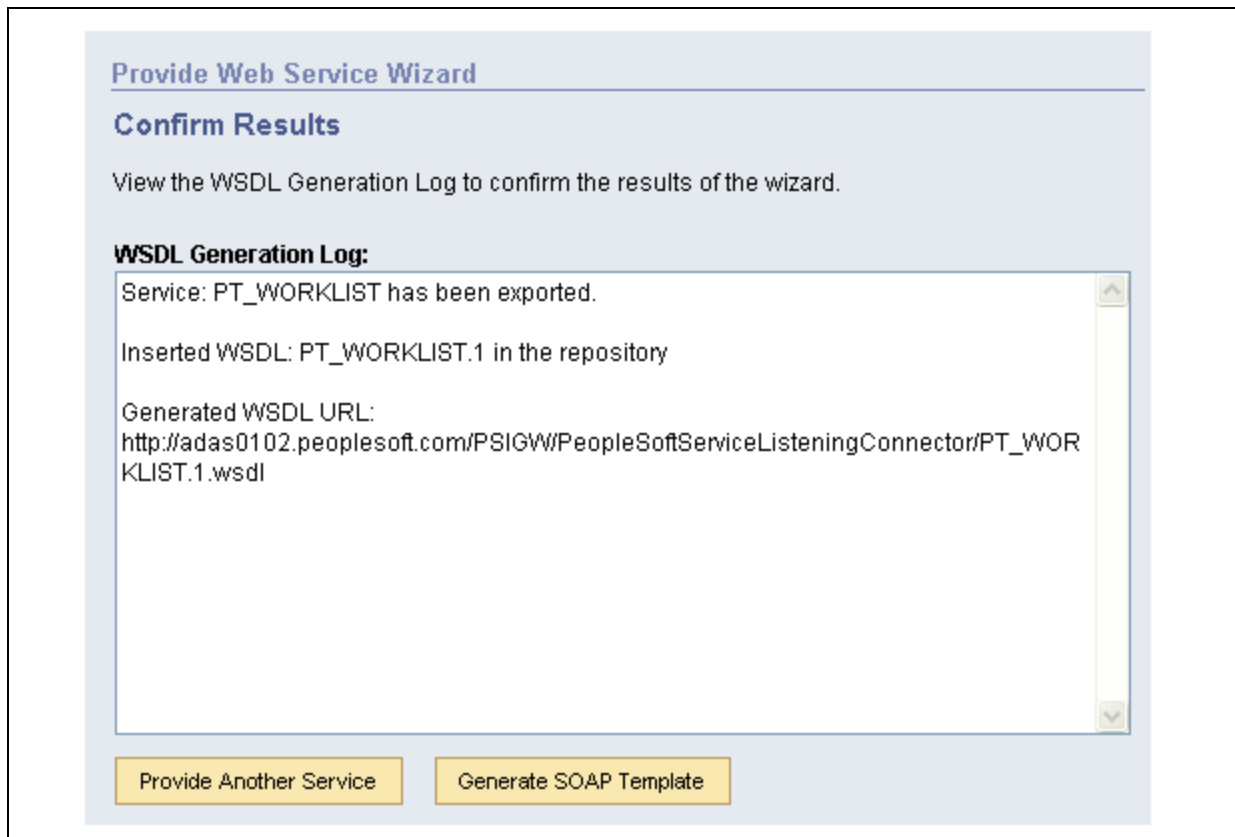 Provide Web Service Wizard
Confirm Results
View the WSDL Generation Log to confirm the results of the wizard.
WSDL Generation Log:
Service: PT_WORKLIST has been exported.
Inserted WSDL: PT_WORKLIST.1 in the repository
Generated WSDL URL:
http://adas0102.peoplesoft.com/PSIGW/PeopleSoftServiceListeningConnector/PT_WOR
KLIST.1.wsdl
Provide Another Service
Generate SOAP Template